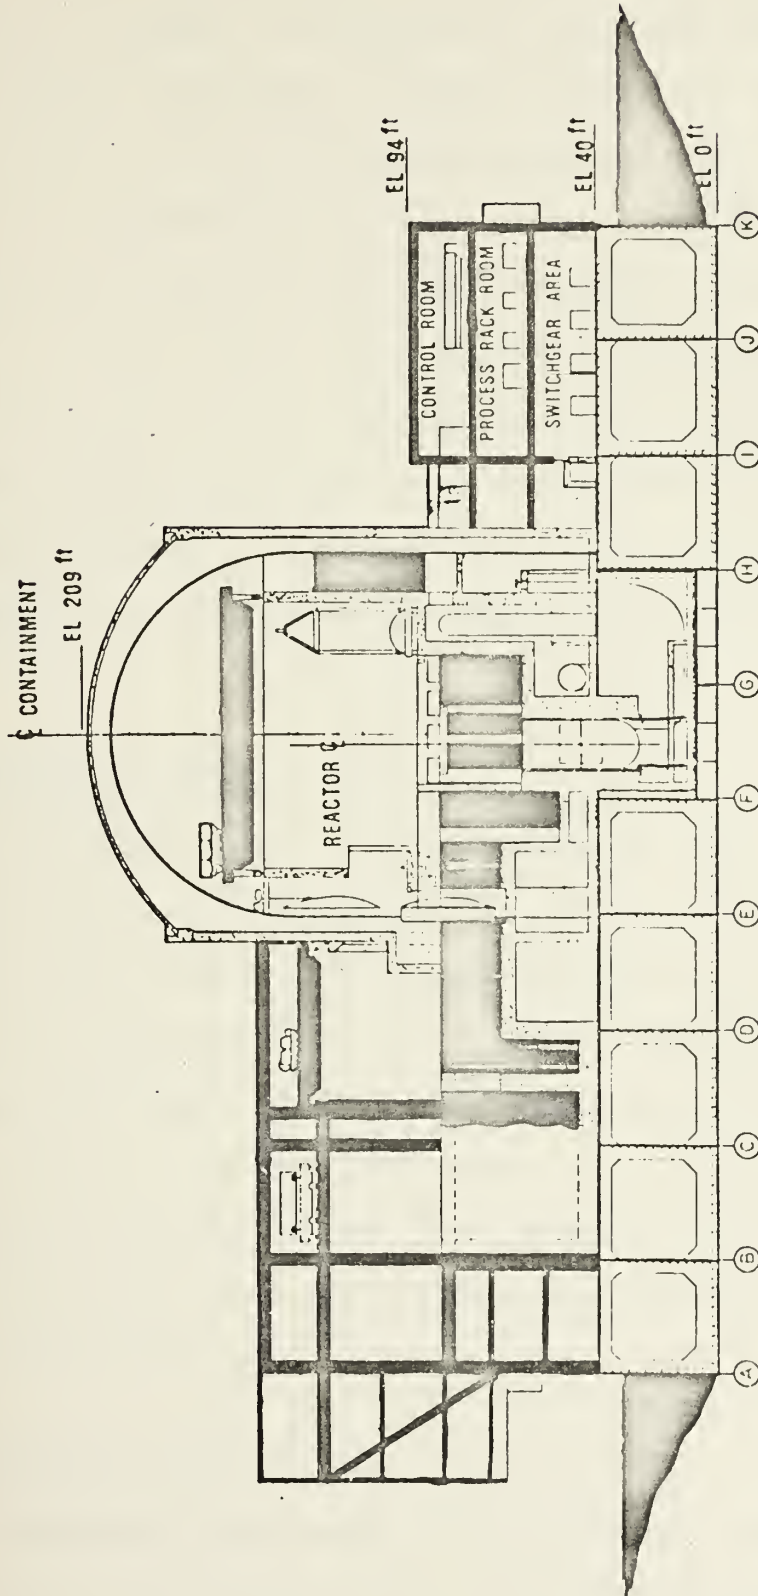 ℄ CONTAINMENT
EL 209 ft
EL 94 ft
CONTROL ROOM
PROCESS RACK ROOM
SWITCHGEAR AREA
EL 40 ft
EL 0 ft
REACTOR ℄
A B C D E F G H I J K